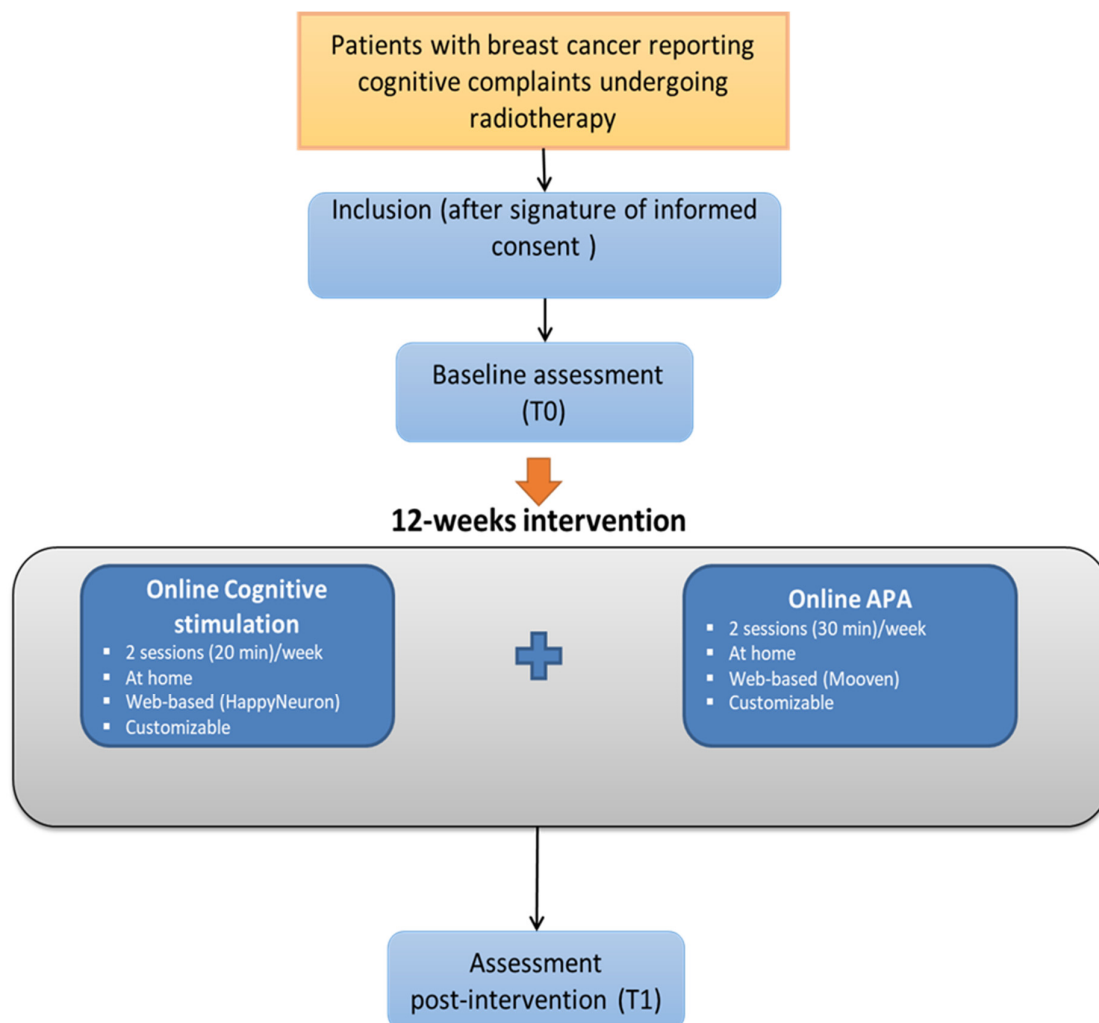 Patients with breast cancer reporting
cognitive complaints undergoing
radiotherapy
Inclusion (after signature of informed
consent )
Baseline assessment
(T0)
12-weeks intervention
Online Cognitive
stimulation
▪ 2 sessions (20 min)/week
▪ At home
▪ Web-based (HappyNeuron)
▪ Customizable
Online APA
▪ 2 sessions (30 min)/week
▪ At home
▪ Web-based (Mooven)
▪ Customizable
Assessment
post-intervention (T1)